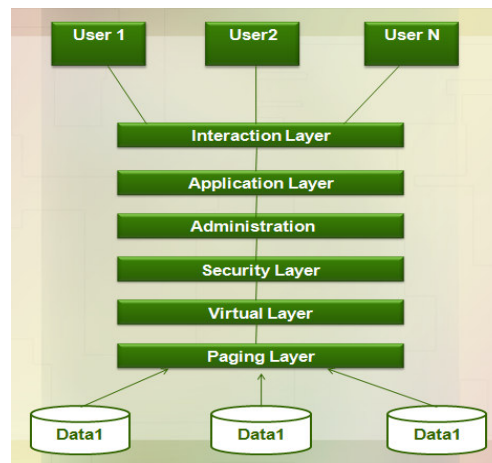 User 1
User2
User N
Interaction Layer
Application Layer
Administration
Security Layer
Virtual Layer
Paging Layer
Data1
Data1
Data1